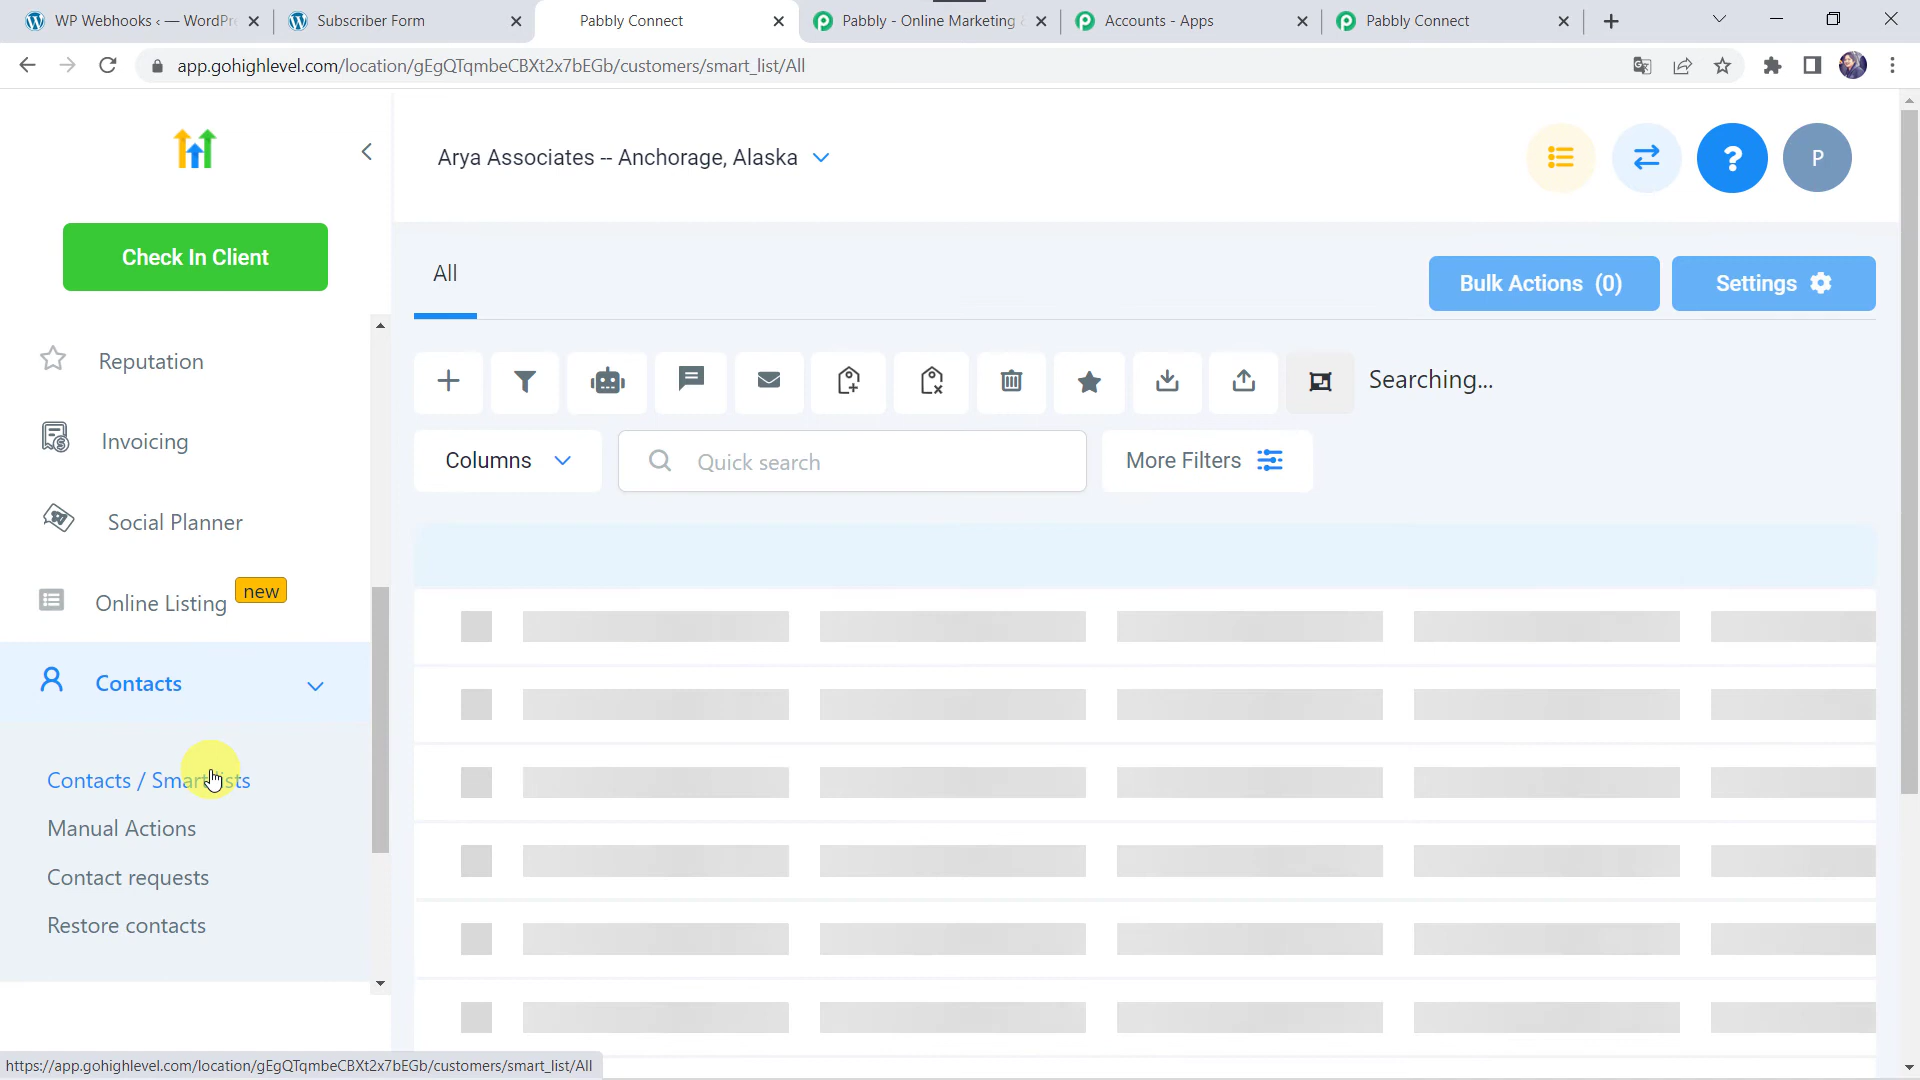 WP Webhooks ‹ — WordPr
Subscriber Form
Pabbly Connect
Pabbly - Online Marketing
Accounts - Apps
Pabbly Connect
app.gohighlevel.com/location/gEgQTqmbeCBXt2x7bEGb/customers/smart_list/All
Arya Associates -- Anchorage, Alaska
?
P
Check In Client
All
Bulk Actions (0)
Settings
Reputation
Searching...
Invoicing
Columns
Quick search
More Filters
Social Planner
Online Listing
new
Contacts
Contacts / Smart Lists
Manual Actions
Contact requests
Restore contacts
https://app.gohighlevel.com/location/gEgQTqmbeCBXt2x7bEGb/customers/smart_list/All